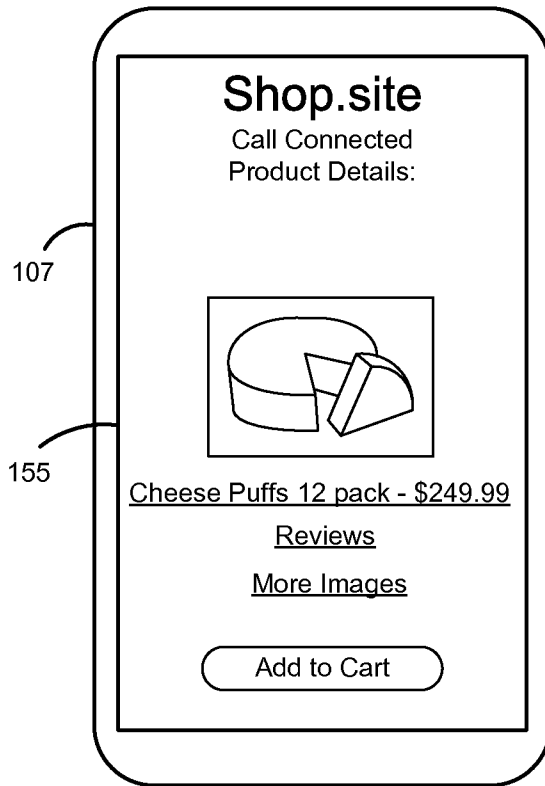 Shop.site
Call Connected
Product Details:
107
155
Cheese Puffs 12 pack - $249.99
Reviews
More Images
Add to Cart